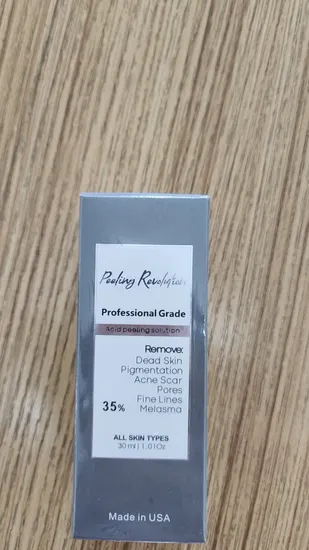 Peeling Revolution
Professional Grade
Acid peeling solution
Remove:
Dead Skin
Pigmentation
Acne Scar
Pores
Fine Lines
35% Melasma
ALL SKIN TYPES
30 ml | 1.01Oz
Made in USA